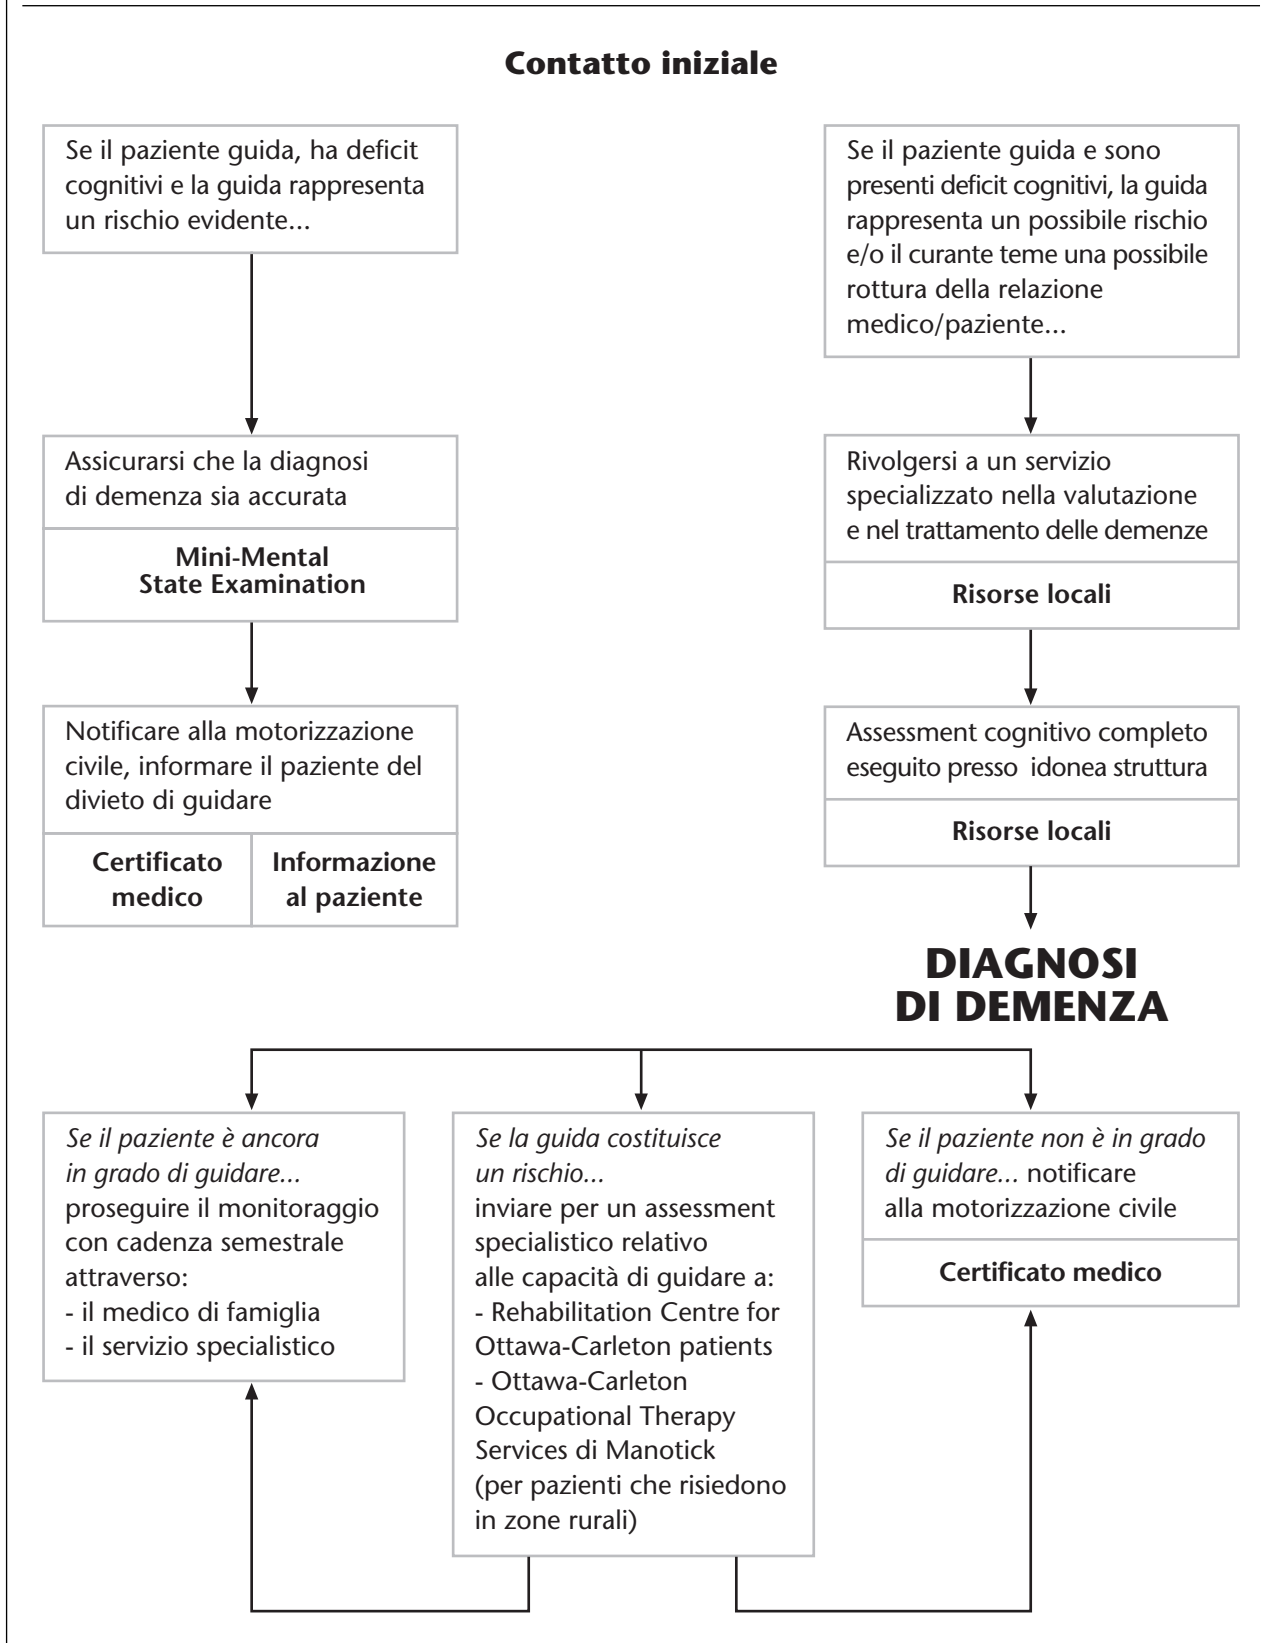 Contatto iniziale
Se il paziente guida, ha deficit
cognitivi e la guida rappresenta
un rischio evidente...
Assicurarsi che la diagnosi
di demenza sia accurata
Mini-Mental
State Examination
Notificare alla motorizzazione
civile, informare il paziente del
divieto di guidare
Certificato
medico
Informazione
al paziente
Se il paziente guida e sono
presenti deficit cognitivi, la guida
rappresenta un possibile rischio
e/o il curante teme una possibile
rottura della relazione
medico/paziente...
Rivolgersi a un servizio
specializzato nella valutazione
e nel trattamento delle demenze
Risorse locali
Assessment cognitivo completo
eseguito presso idonea struttura
Risorse locali
DIAGNOSI
DI DEMENZA
Se il paziente è ancora
in grado di guidare...
proseguire il monitoraggio
con cadenza semestrale
attraverso:
- il medico di famiglia
- il servizio specialistico
Se la guida costituisce
un rischio...
inviare per un assessment
specialistico relativo
alle capacità di guidare a:
- Rehabilitation Centre for
Ottawa-Carleton patients
- Ottawa-Carleton
Occupational Therapy
Services di Manotick
(per pazienti che risiedono
in zone rurali)
Se il paziente non è in grado
di guidare... notificare
alla motorizzazione civile
Certificato medico